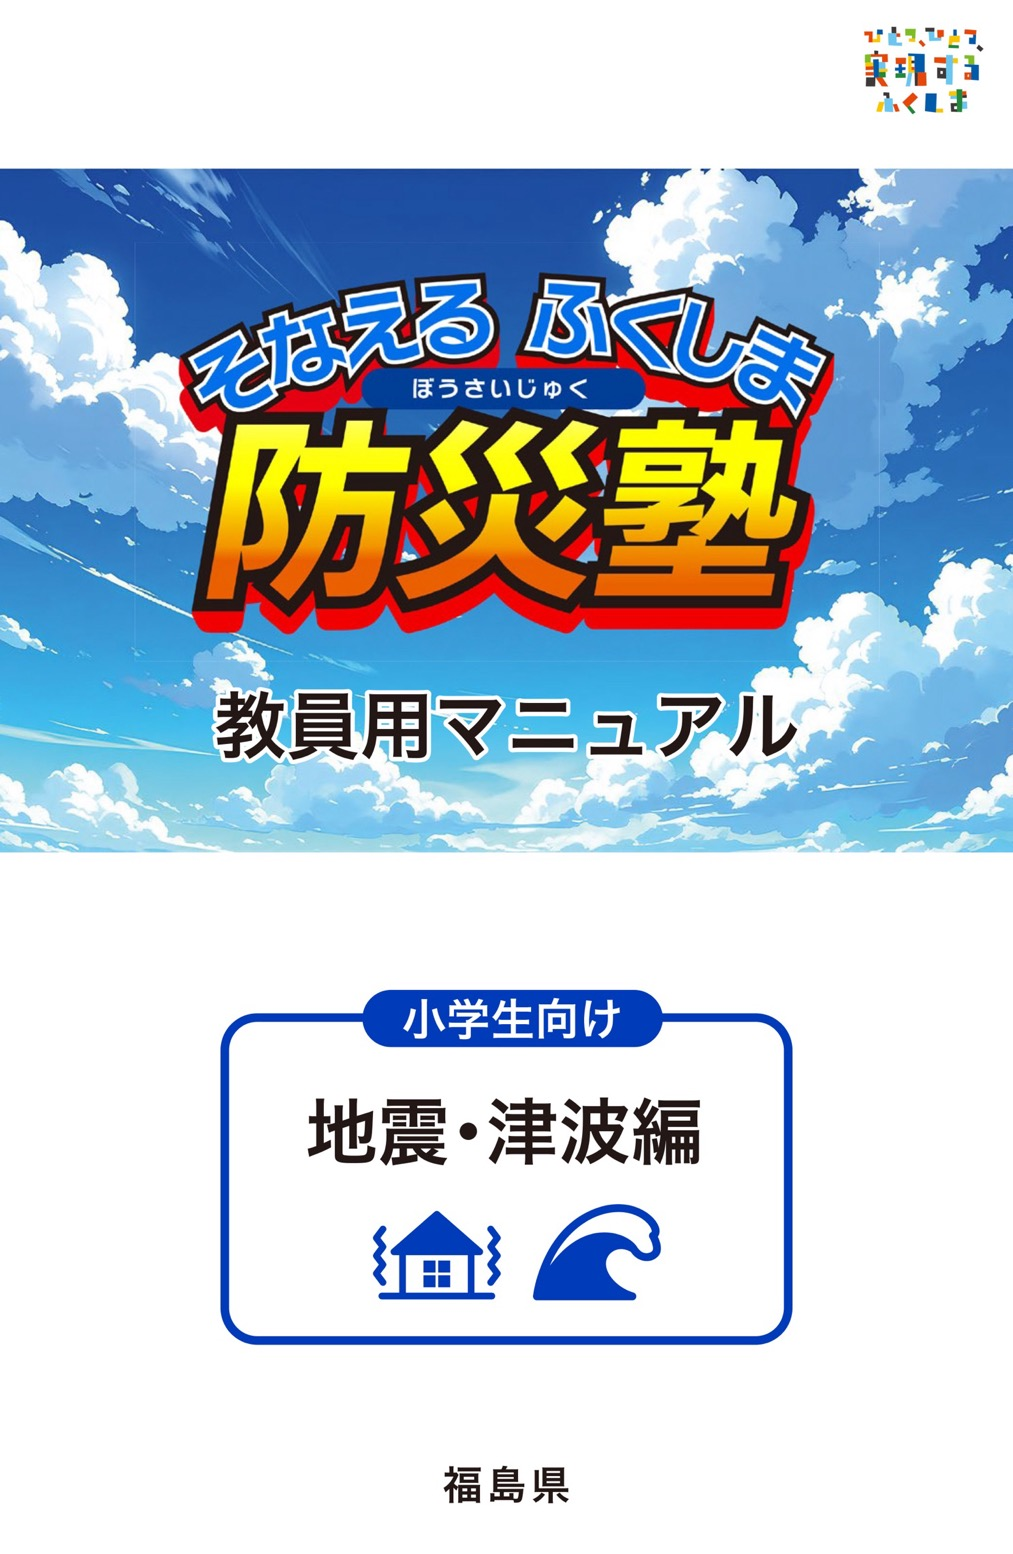 ひとつ、ひとつ、
実現する
ふくしま
そなえる ふくしま
ぼうさいじゅく
防災塾
教員用マニュアル
小学生向け
地震・津波編
福島県